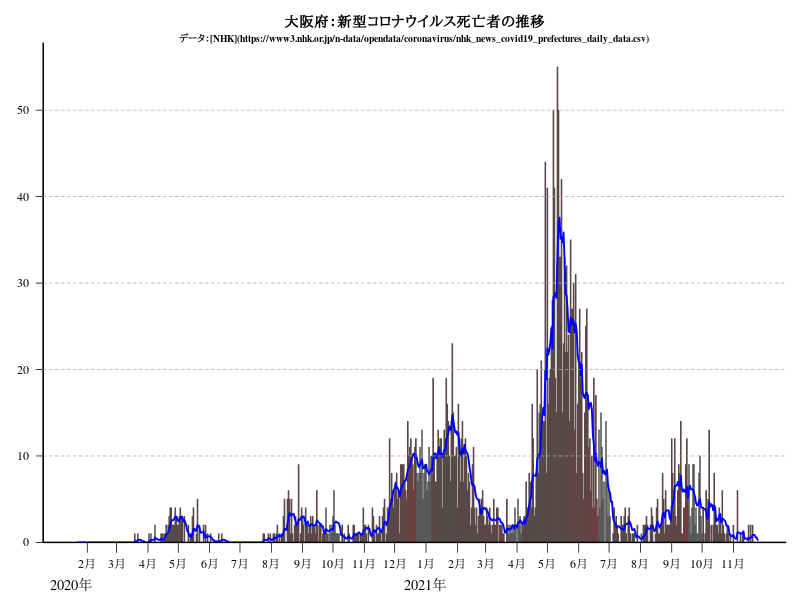 大阪府：新型コロナウイルス死亡者の推移
データ：[NHK](https://www3.nhk.or.jp/n-data/opendata/coronavirus/nhk_news_covid19_prefectures_daily_data.csv)
50
40
30
20
10
0
2月 3月 4月 5月 6月 7月 8月 9月 10月 11月 12月 1月 2月 3月 4月 5月 6月 7月 8月 9月 10月 11月
2020年 2021年